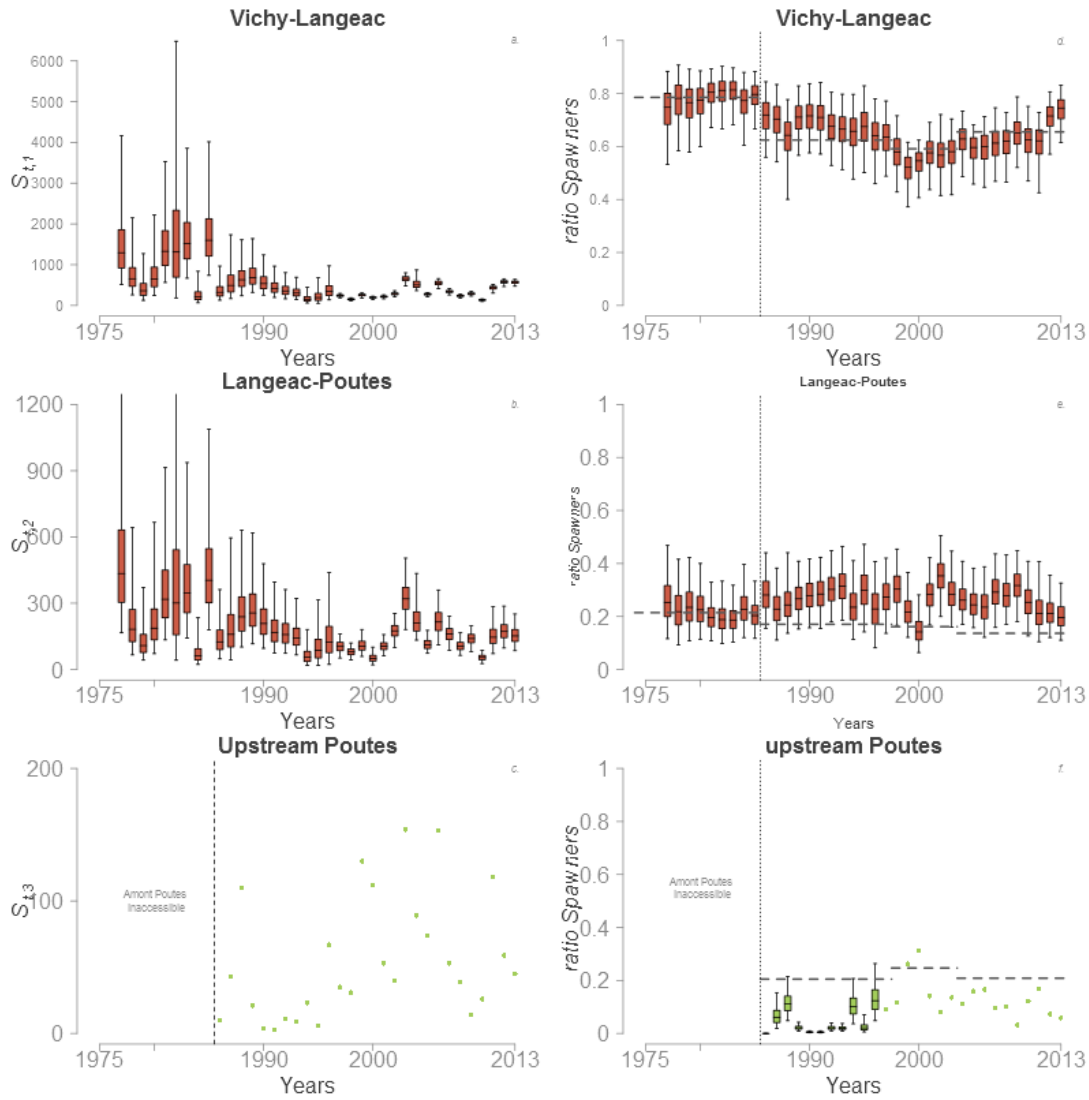 Vichy-Langeac
a.
6000
5000
4000
3000
2000
1000
0
S t,1
1975
1990
2000
2013
Years
Vichy-Langeac
d.
1
0.8
0.6
0.4
0.2
0
ratio Spawners
1975
1990
2000
2013
Years
Langeac-Poutes
b.
1200
900
600
300
0
S t,2
1975
1990
2000
2013
Years
Langeac-Poutes
e.
1
0.8
0.6
0.4
0.2
0
ratio Spawners
1975
1990
2000
2013
Years
Upstream Poutes
c.
200
100
0
S t,3
Amont Poutes
Inaccessible
1975
1990
2000
2013
Years
upstream Poutes
f.
1
0.8
0.6
0.4
0.2
0
ratio Spawners
Amont Poutes
Inaccessible
1975
1990
2000
2013
Years